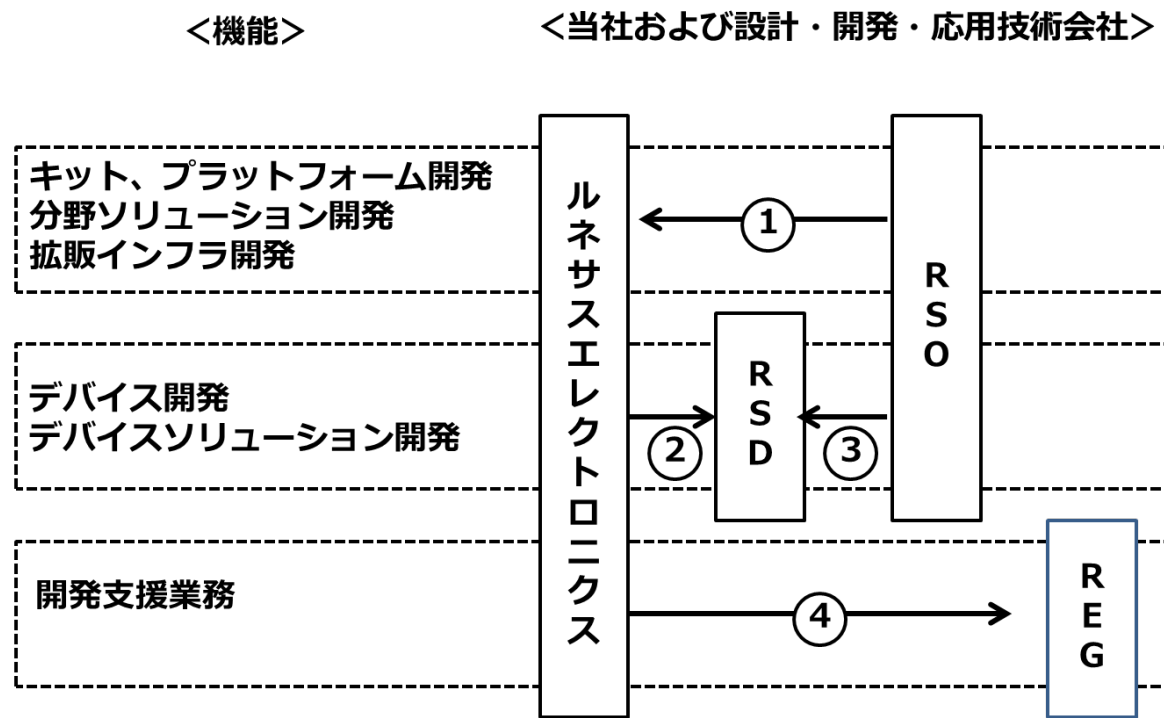 ＜機能＞
＜当社および設計・開発・応用技術会社＞
キット、プラットフォーム開発
分野ソリューション開発
拡販インフラ開発
デバイス開発
デバイスソリューション開発
開発支援業務
ルネサスエレクトロニクス
①
RSO
RSD
②
③
④
REG